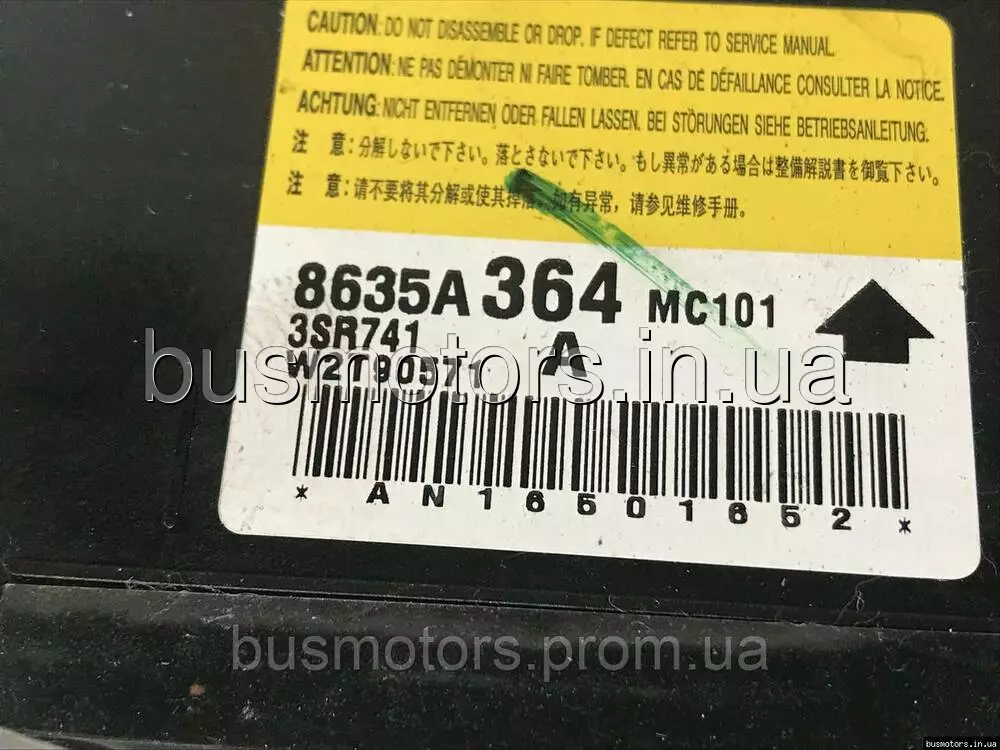 CAUTION: DO NOT DISASSEMBLE OR DROP. IF DEFECT REFER TO SERVICE MANUAL.
ATTENTION: NE PAS DÉMONTER NI FAIRE TOMBER. EN CAS DE DÉFAILLANCE CONSULTER LA NOTICE.
ACHTUNG: NICHT ENTFERNEN ODER FALLEN LASSEN. BEI STÖRUNGEN SIEHE BETRIEBSANLEITUNG.
注 意:分解しないで下さい。落とさないで下さい。もし異常がある場合は整備解説書を御覧下さい。
注 意:请不要将其分解或使其掉落。如有异常,请参见维修手册。
8635A 364 MC101
3SR741 A
W2T90571
busmotors.in.ua
* AN16501652 *
busmotors.prom.ua
busmotors.in.ua